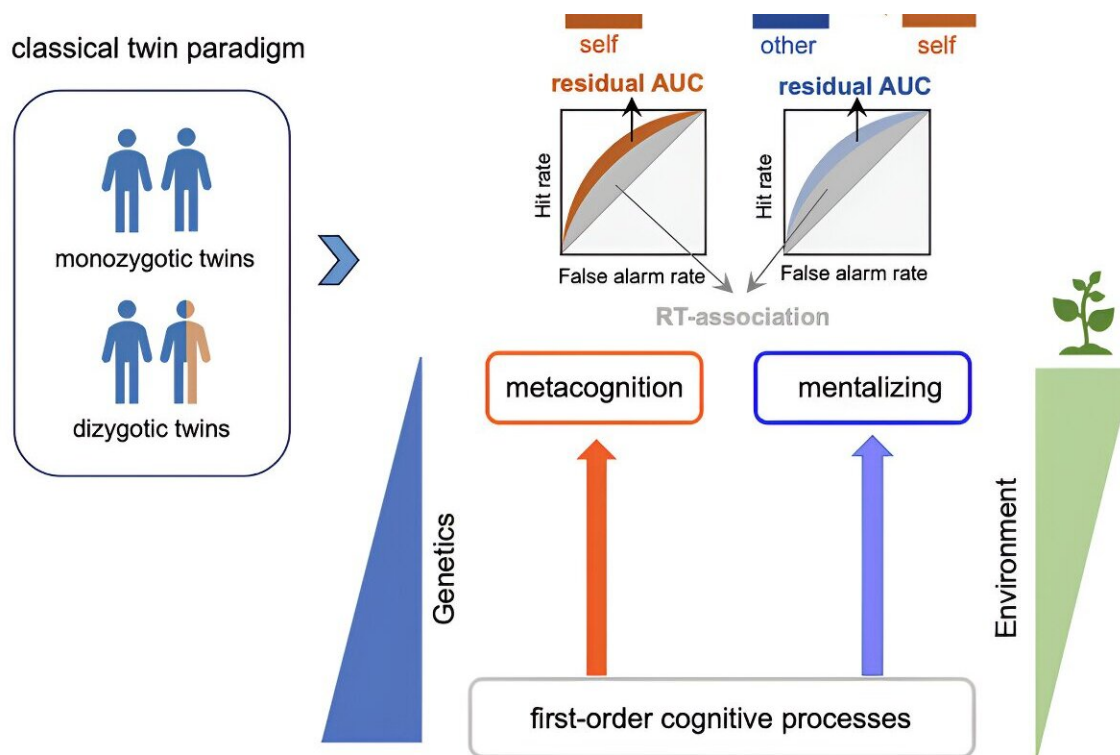 classical twin paradigm
monozygotic twins
dizygotic twins
self
other
self
residual AUC
residual AUC
Hit rate
Hit rate
False alarm rate
False alarm rate
RT-association
metacognition
mentalizing
Genetics
Environment
first-order cognitive processes